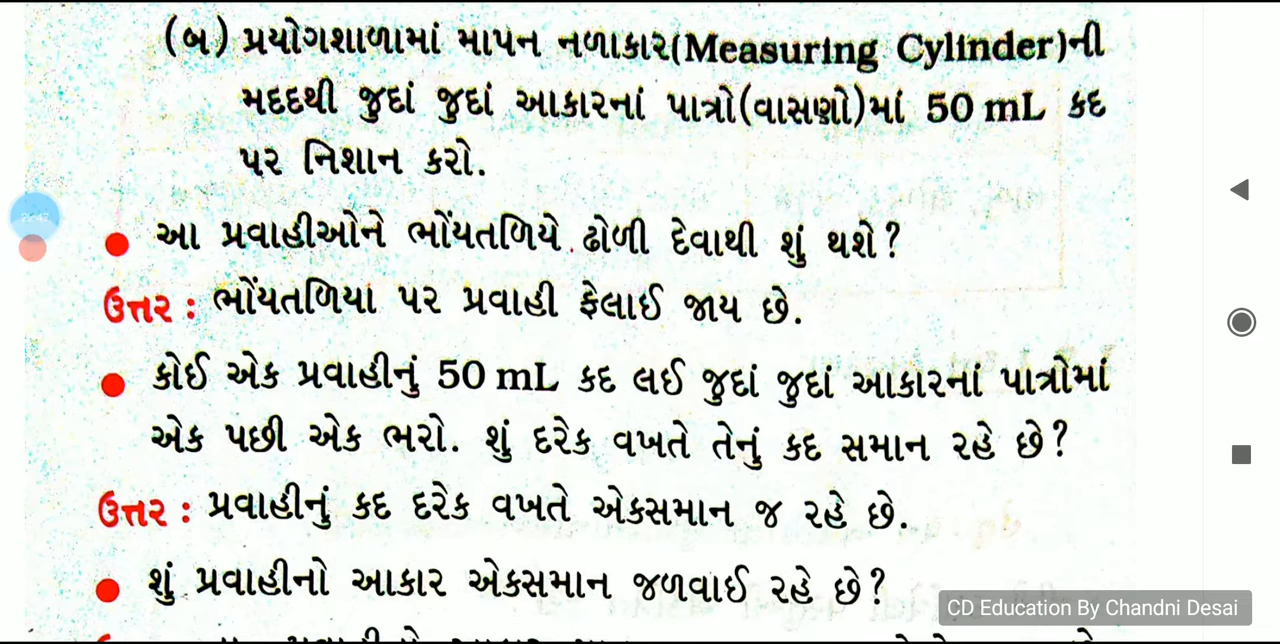 (બ) પ્રયોગશાળામાં માપન નળાકાર(Measuring Cylinder)ની
મદદથી જુદાં જુદાં આકારનાં પાત્રો(વાસણો)માં 50 mL કદ
પર નિશાન કરો.
આ પ્રવાહીઓને ભોંયતળિયે ઢોળી દેવાથી શું થશે?
ઉત્તર : ભોંયતળિયા પર પ્રવાહી ફેલાઈ જાય છે.
કોઈ એક પ્રવાહીનું 50 mL કદ લઈ જુદાં જુદાં આકારનાં પાત્રોમાં
એક પછી એક ભરો. શું દરેક વખતે તેનું કદ સમાન રહે છે?
ઉત્તર : પ્રવાહીનું કદ દરેક વખતે એકસમાન જ રહે છે.
શું પ્રવાહીનો આકાર એકસમાન જળવાઈ રહે છે?
CD Education By Chandni Desai